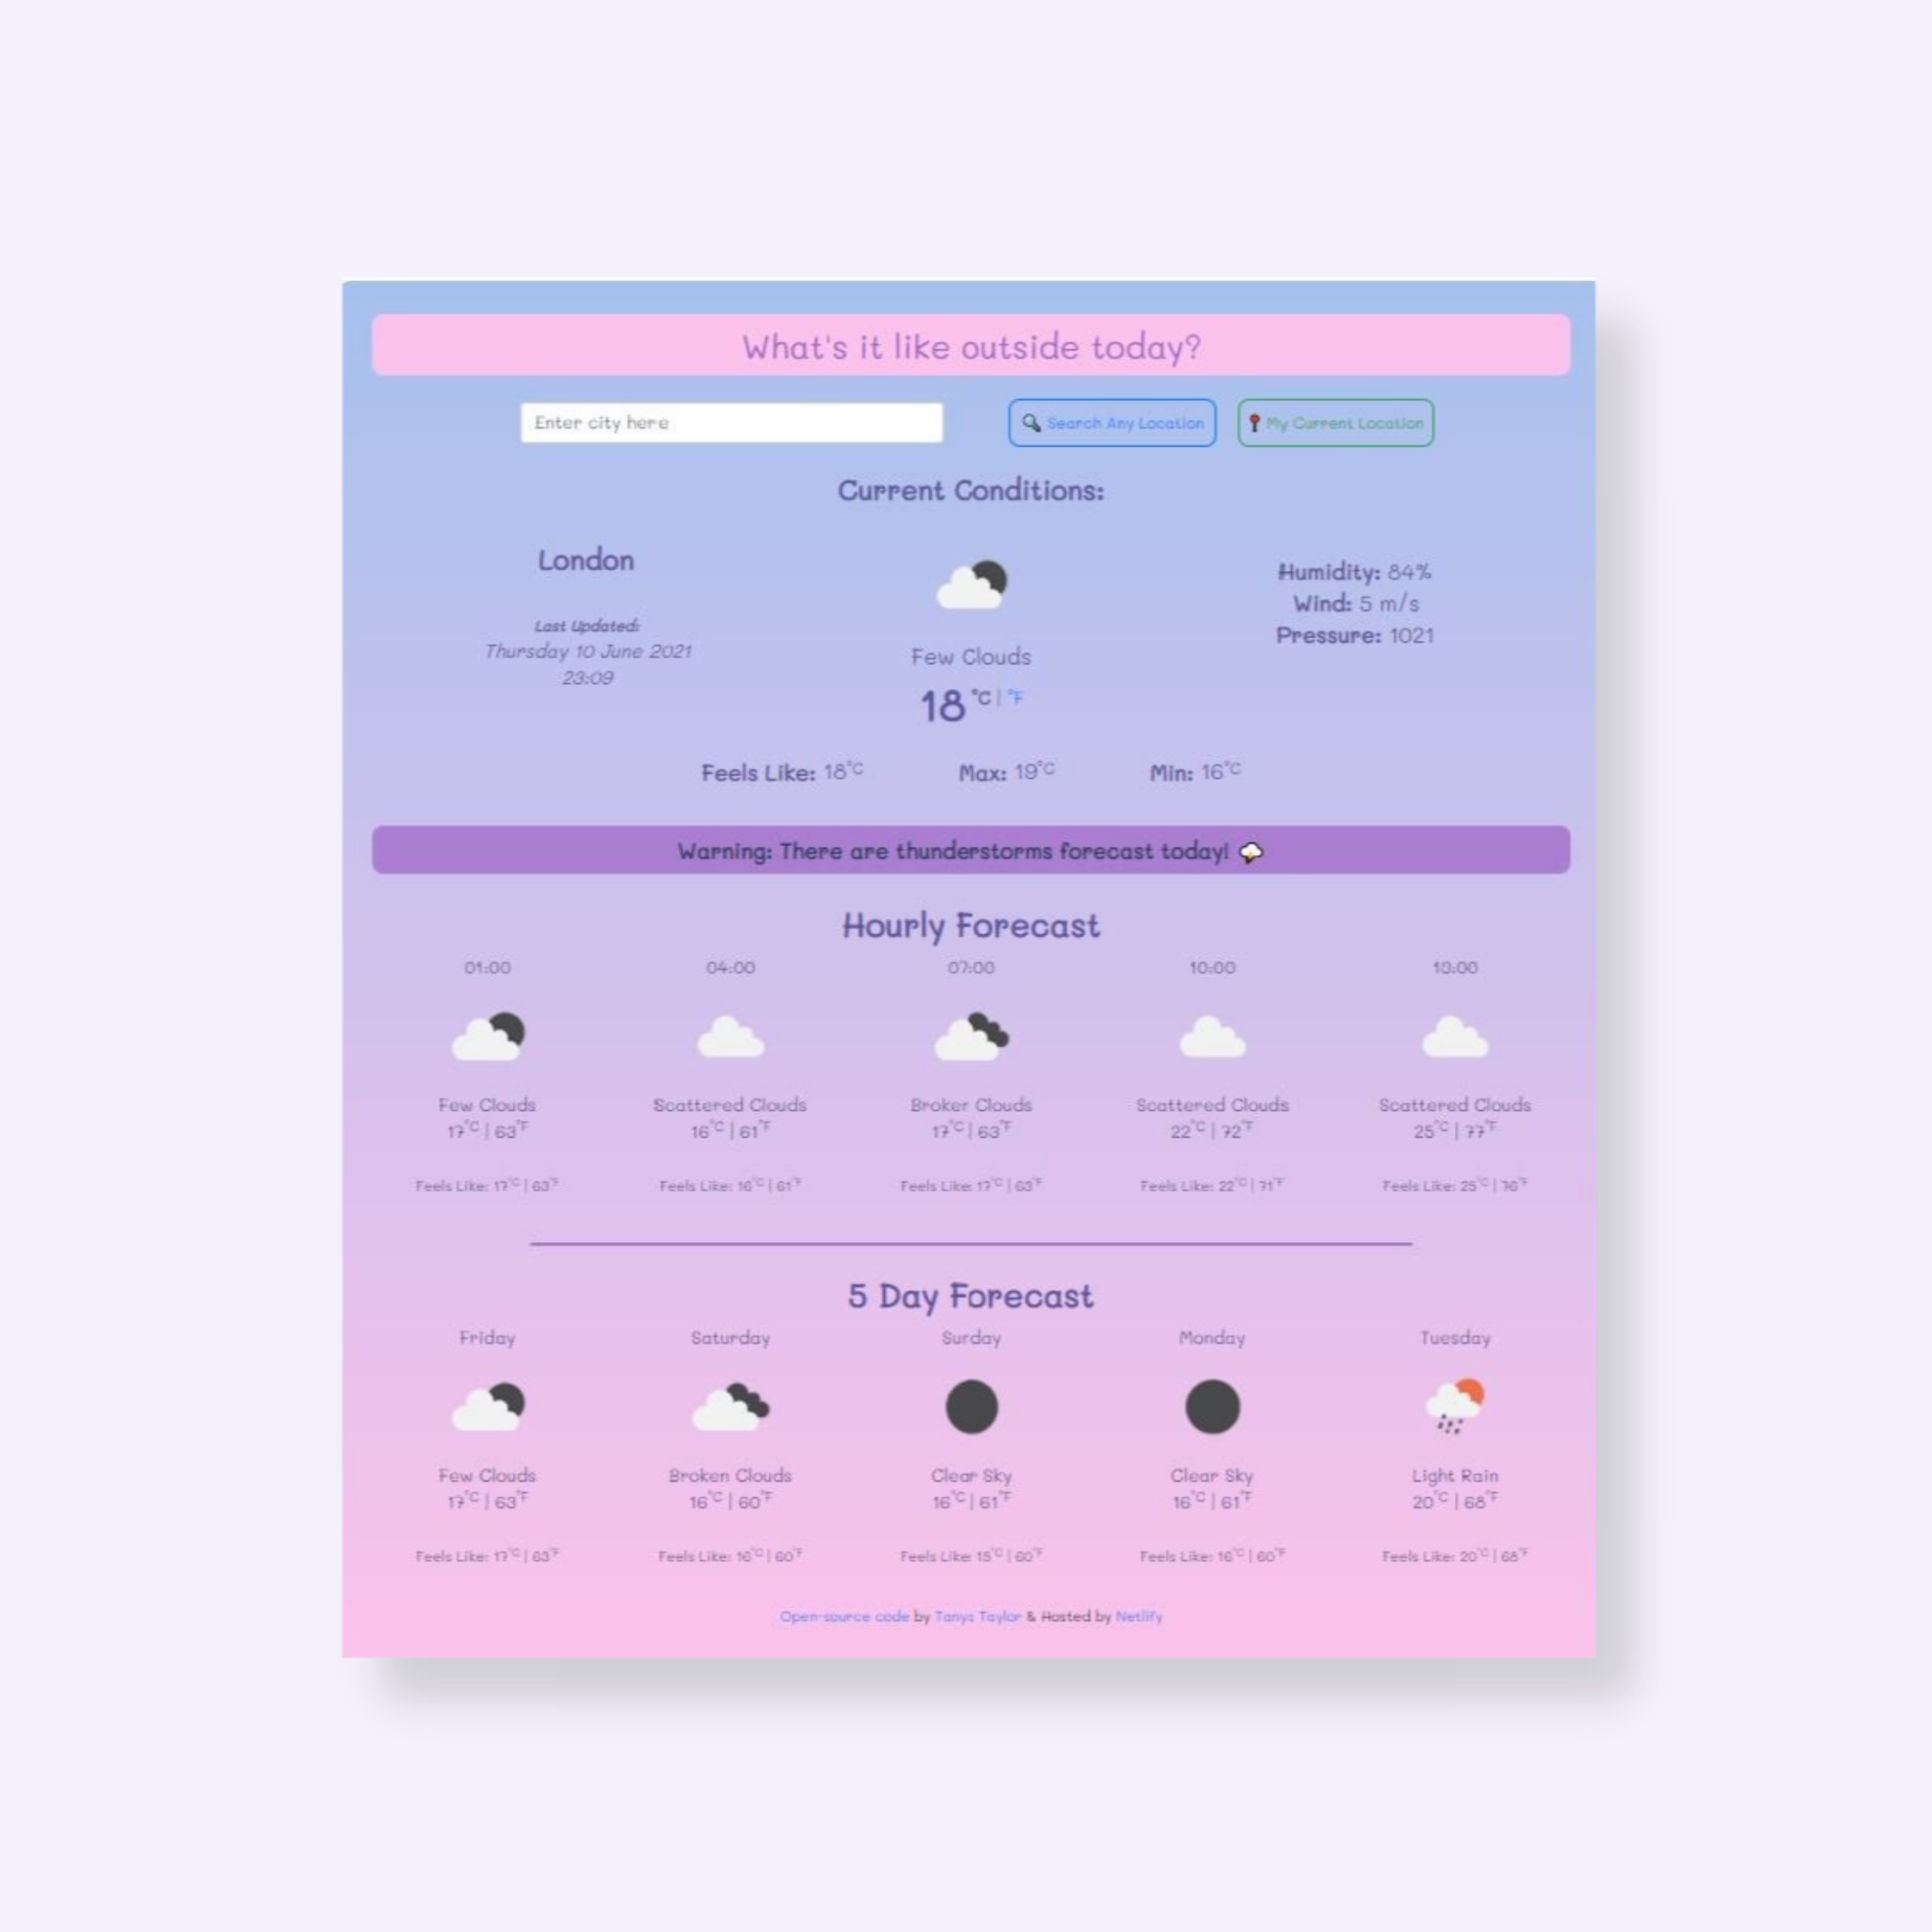 What's it like outside today?
Enter city here
🔍 Search Any Location
📍 My Current Location
Current Conditions:
London
Last Updated:
Thursday 10 June 2021
23:09
Few Clouds
18 °C | °F
Humidity: 84%
Wind: 5 m/s
Pressure: 1021
Feels Like: 18°C Max: 19°C Min: 16°C
Warning: There are thunderstorms forecast today! 🌩
Hourly Forecast
01:00 04:00 07:00 10:00 13:00
Few Clouds Scattered Clouds Broker Clouds Scattered Clouds Scattered Clouds
17°C | 63°F 16°C | 61°F 17°C | 63°F 22°C | 72°F 25°C | 77°F
Feels Like: 17°C | 63°F Feels Like: 16°C | 61°F Feels Like: 17°C | 63°F Feels Like: 22°C | 71°F Feels Like: 25°C | 76°F
5 Day Forecast
Friday Saturday Surday Monday Tuesday
Few Clouds Broken Clouds Clear Sky Clear Sky Light Rain
17°C | 63°F 16°C | 60°F 16°C | 61°F 16°C | 61°F 20°C | 68°F
Feels Like: 17°C | 63°F Feels Like: 16°C | 60°F Feels Like: 15°C | 60°F Feels Like: 16°C | 60°F Feels Like: 20°C | 68°F
Open-source code by Tanya Taylor & Hosted by Netlify